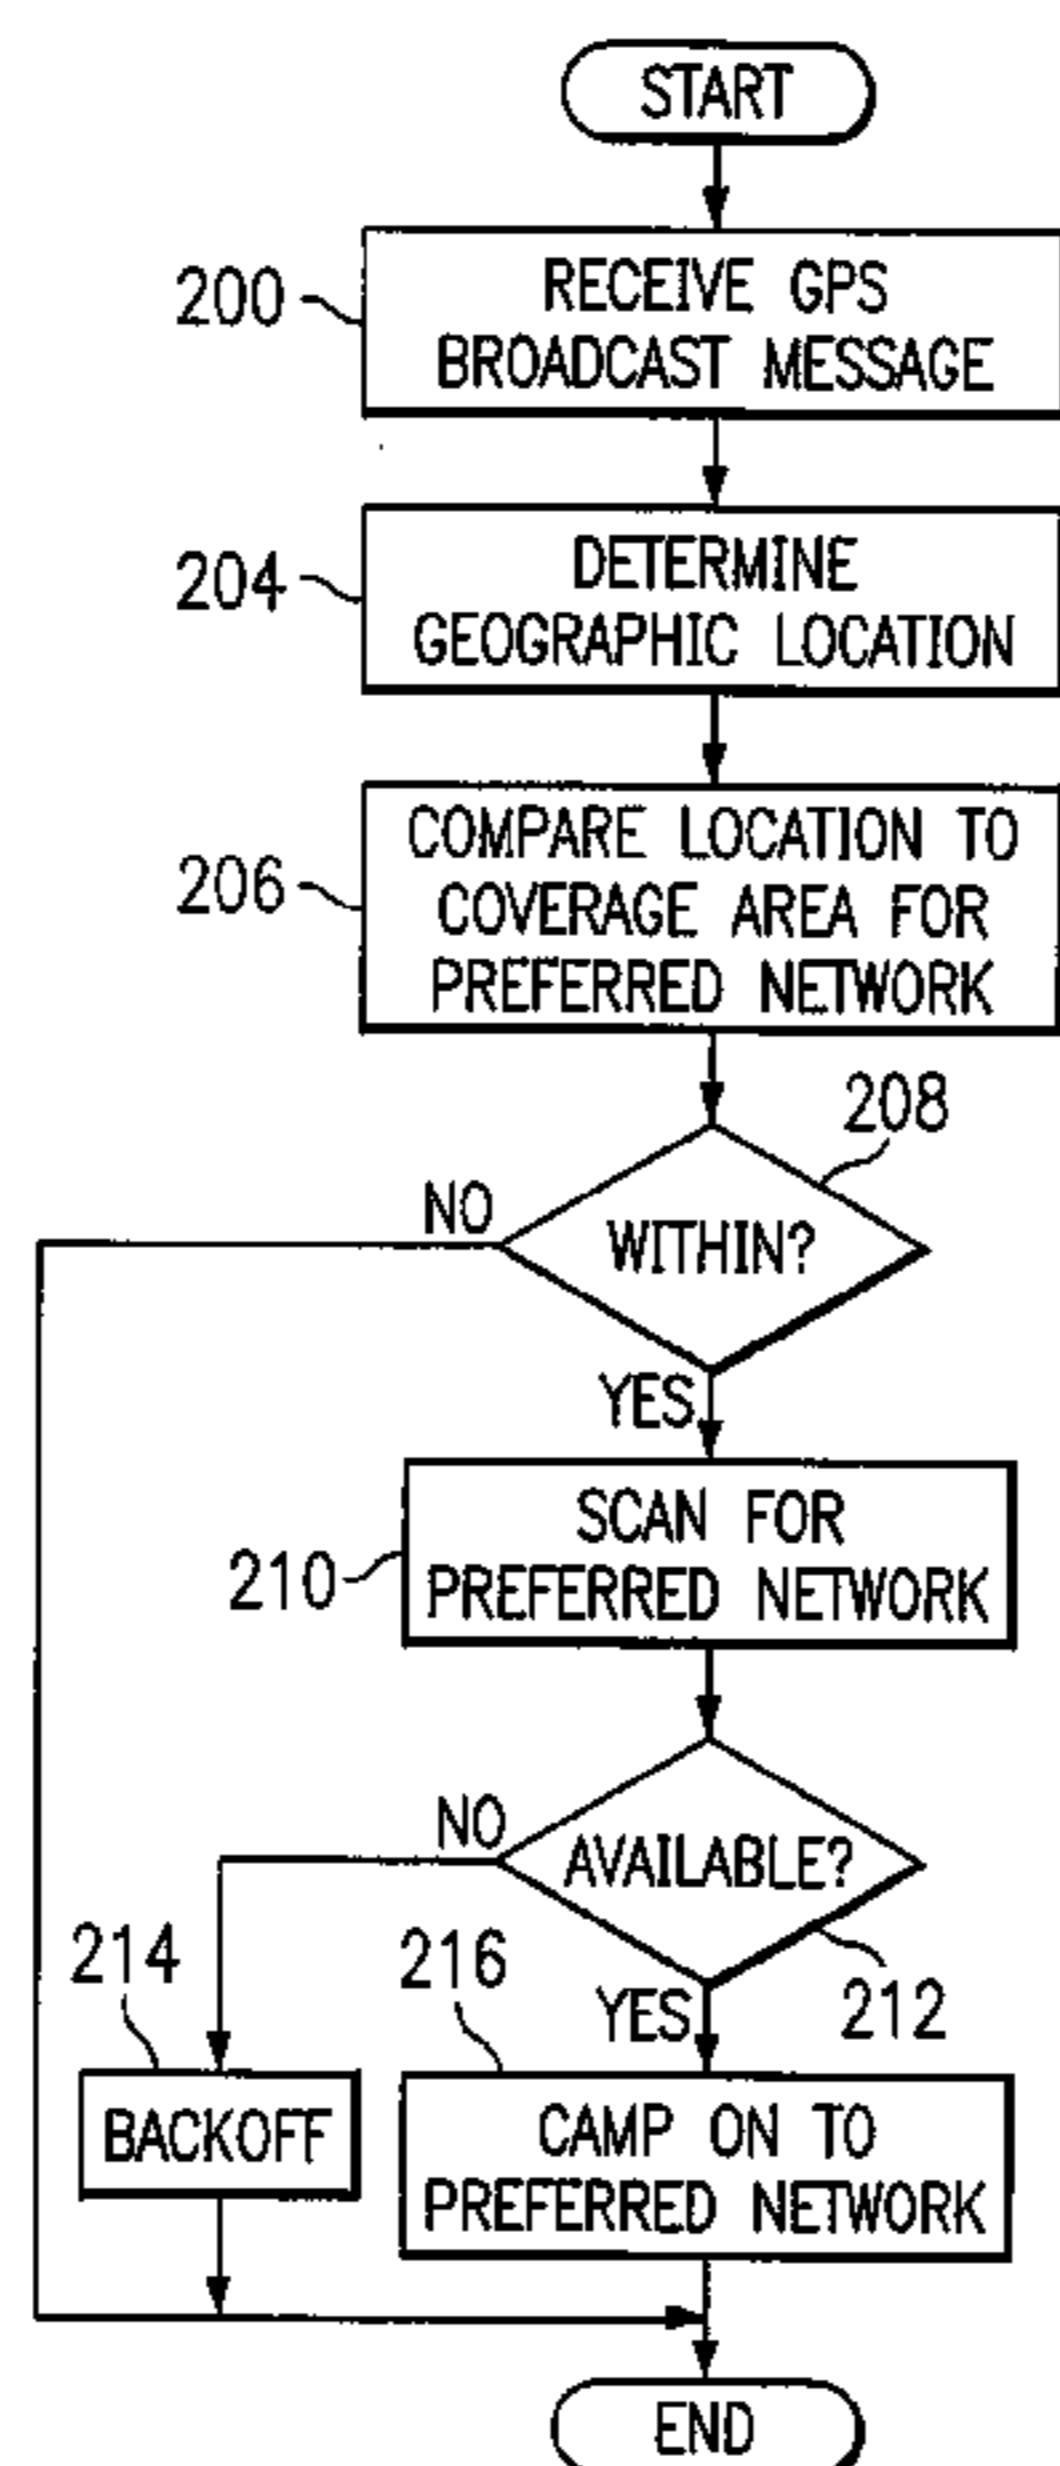 START
200
RECEIVE GPS
BROADCAST MESSAGE
204
DETERMINE
GEOGRAPHIC LOCATION
206
COMPARE LOCATION TO
COVERAGE AREA FOR
PREFERRED NETWORK
208
NO
WITHIN?
YES
210
SCAN FOR
PREFERRED NETWORK
NO
AVAILABLE?
212
214
216
YES
BACKOFF
CAMP ON TO
PREFERRED NETWORK
END